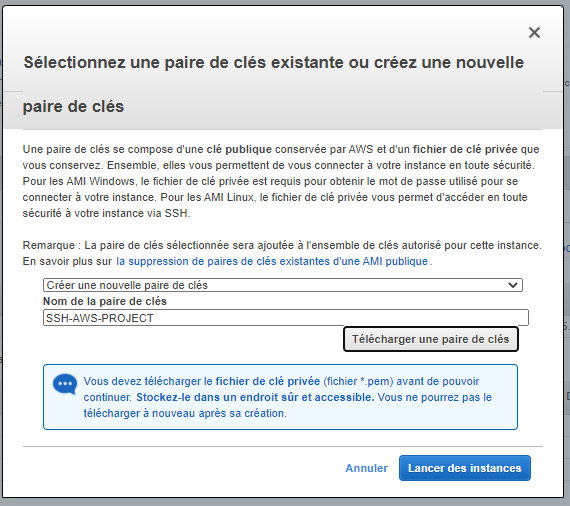 Sélectionnez une paire de clés existante ou créez une nouvelle
paire de clés
Une paire de clés se compose d'une clé publique conservée par AWS et d'un fichier de clé privée que
vous conservez. Ensemble, elles vous permettent de vous connecter à votre instance en toute sécurité.
Pour les AMI Windows, le fichier de clé privée est requis pour obtenir le mot de passe utilisé pour se
connecter à votre instance. Pour les AMI Linux, le fichier de clé privée vous permet d'accéder en toute
sécurité à votre instance via SSH.
Remarque : La paire de clés sélectionnée sera ajoutée à l'ensemble de clés autorisé pour cette instance.
En savoir plus sur la suppression de paires de clés existantes d'une AMI publique.
Créer une nouvelle paire de clés
Nom de la paire de clés
SSH-AWS-PROJECT
Télécharger une paire de clés
Vous devez télécharger le fichier de clé privée (fichier *.pem) avant de pouvoir
continuer. Stockez-le dans un endroit sûr et accessible. Vous ne pourrez pas le
télécharger à nouveau après sa création.
Annuler
Lancer des instances